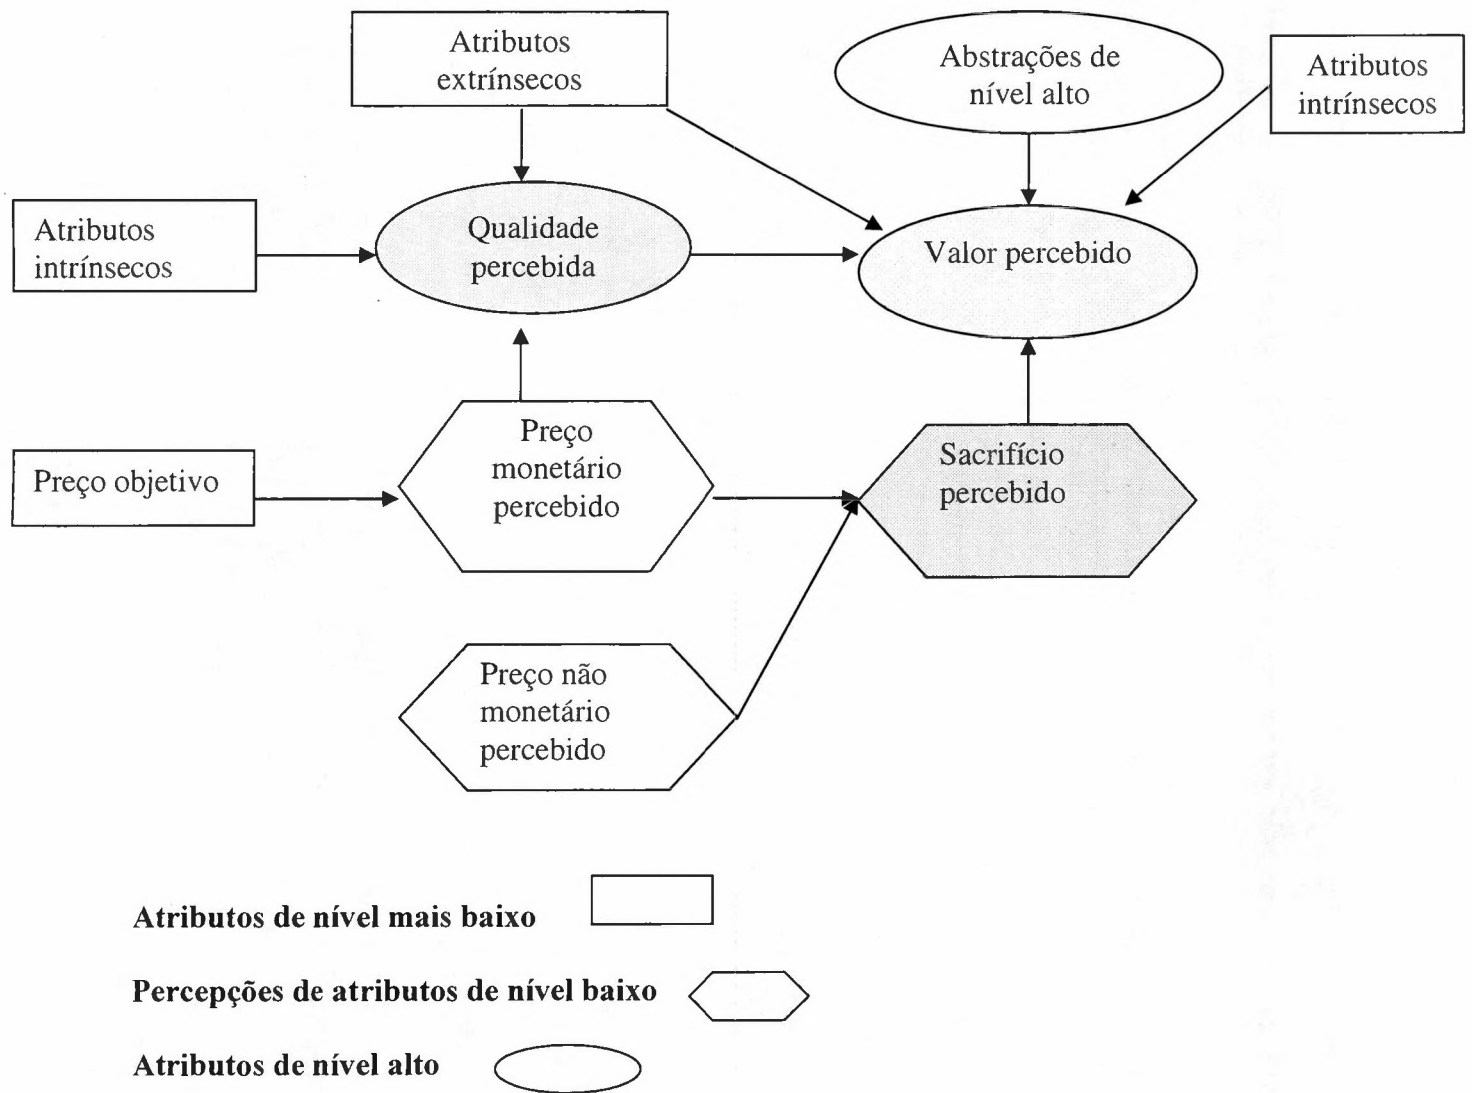 Atributos
extrínsecos
Abstrações de
nível alto
Atributos
intrínsecos
Atributos
intrínsecos
Qualidade
percebida
Valor percebido
Preço objetivo
Preço
monetário
percebido
Sacrifício
percebido
Preço não
monetário
percebido
Atributos de nível mais baixo
Percepções de atributos de nível baixo
Atributos de nível alto